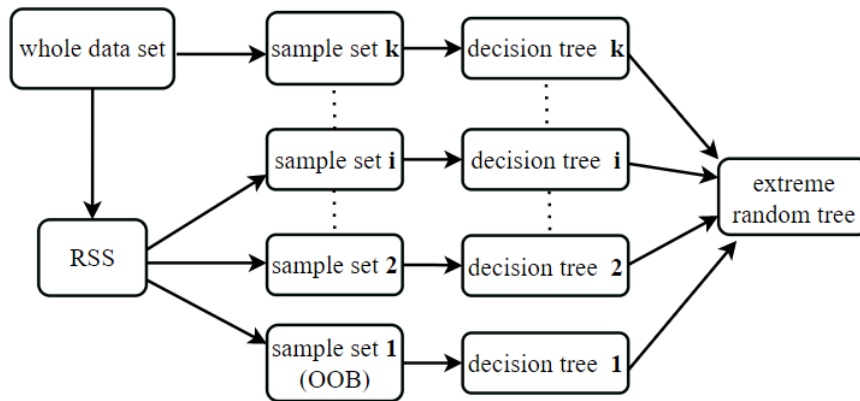 whole data set
sample set k
decision tree k
sample set i
decision tree i
extreme
random tree
RSS
sample set 2
decision tree 2
sample set 1
(OOB)
decision tree 1